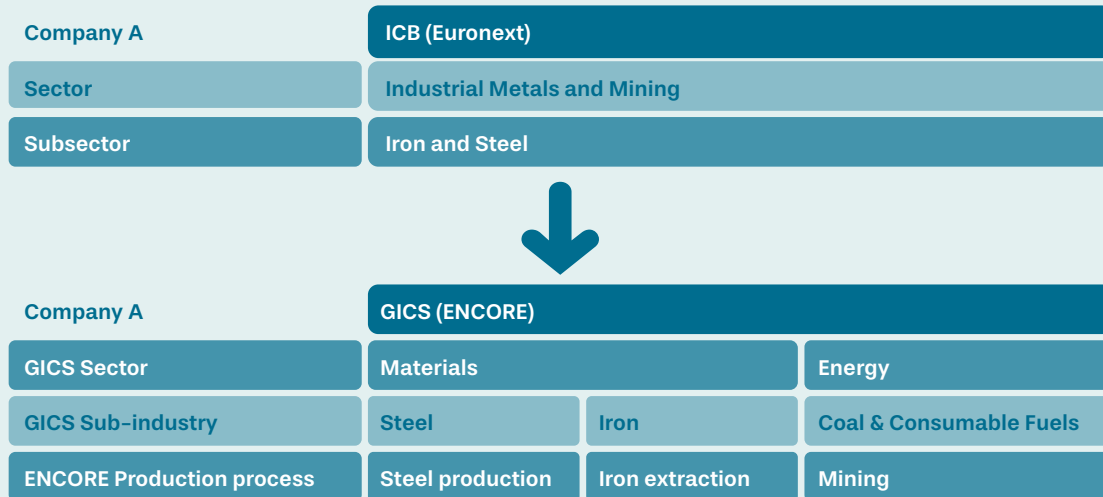 Company A ICB (Euronext)
Sector Industrial Metals and Mining
Subsector Iron and Steel
Company A GICS (ENCORE)
GICS Sector Materials Energy
GICS Sub-industry Steel Iron Coal & Consumable Fuels
ENCORE Production process Steel production Iron extraction Mining